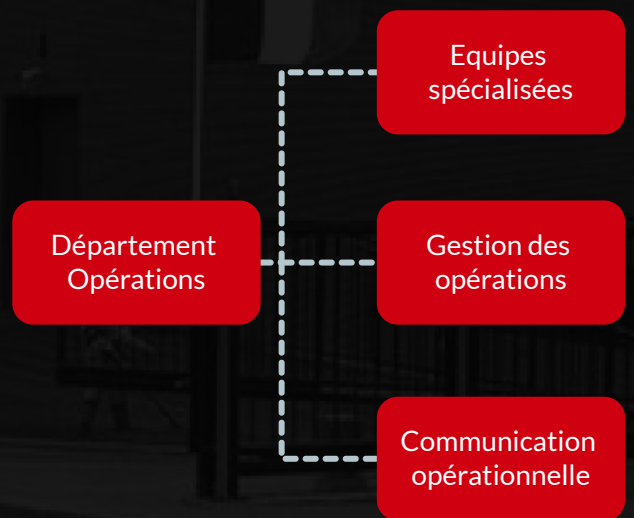 Equipes
spécialisées
Département
Opérations
Gestion des
opérations
Communication
opérationnelle